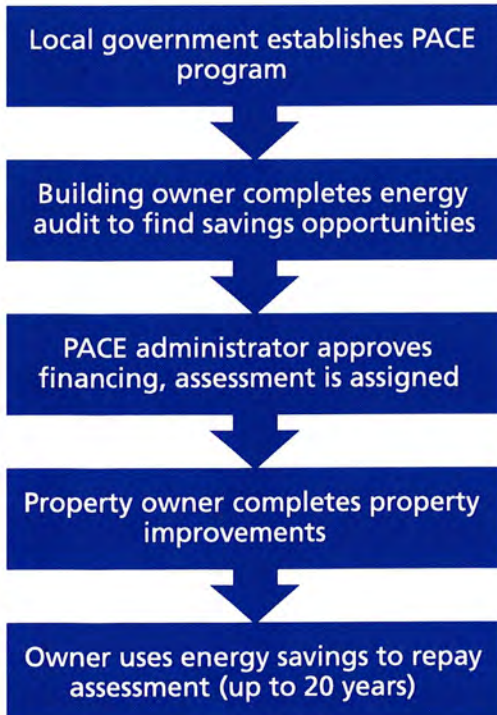 Local government establishes PACE
program
Building owner completes energy
audit to find savings opportunities
PACE administrator approves
financing, assessment is assigned
Property owner completes property
improvements
Owner uses energy savings to repay
assessment (up to 20 years)